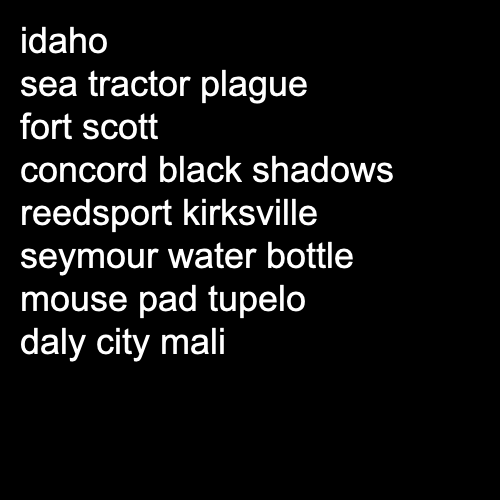 idaho
sea tractor plague
fort scott
concord black shadows
reedsport kirksville
seymour water bottle
mouse pad tupelo
daly city mali